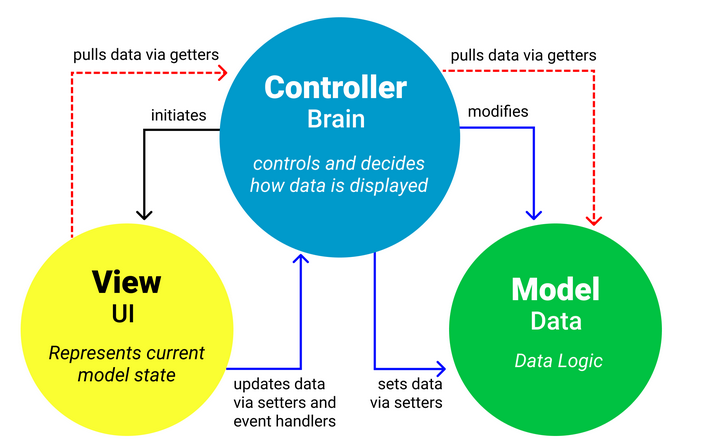 pulls data via getters
pulls data via getters
Controller
Brain
controls and decides
how data is displayed
initiates
modifies
View
UI
Represents current
model state
Model
Data
Data Logic
updates data
via setters and
event handlers
sets data
via setters